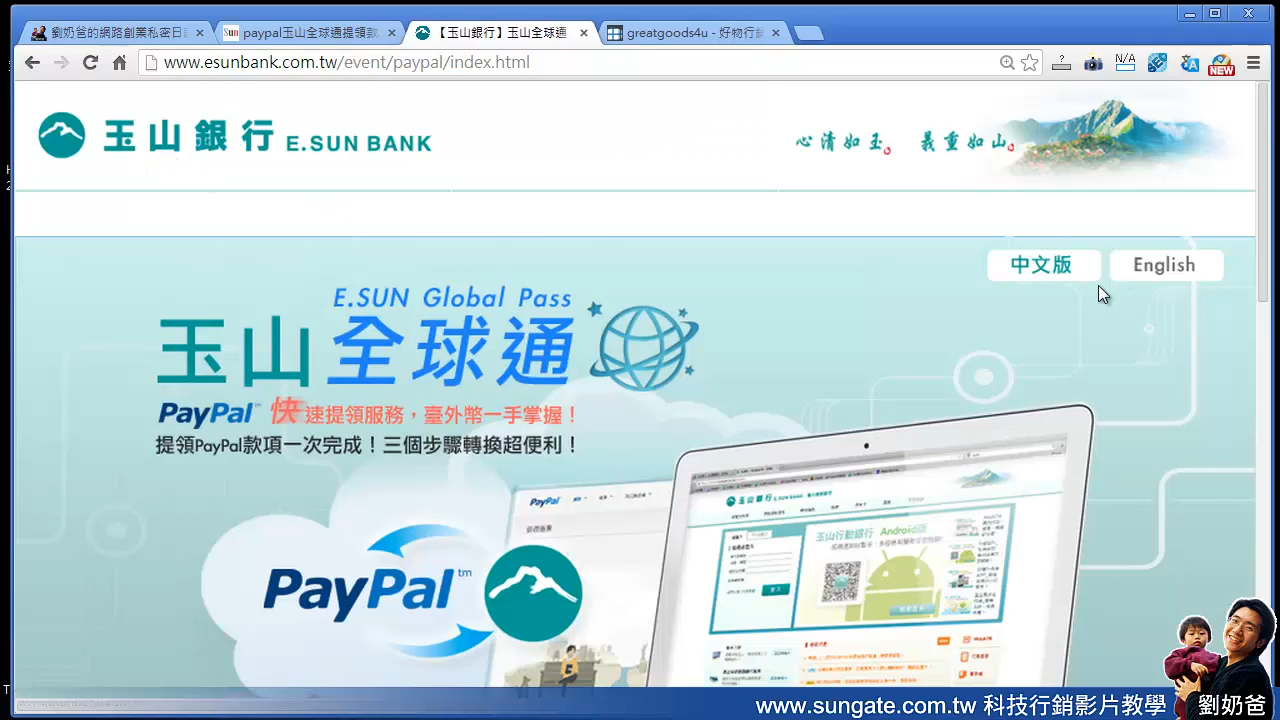 劉奶爸的網路創業私密日
Sun paypal玉山全球通提領款
【玉山銀行】玉山全球通
greatgoods4u - 好物行銷
www.esunbank.com.tw/event/paypal/index.html
N/A
NEW
玉山銀行 E.SUN BANK
心清如玉 義重如山
中文版 English
E.SUN Global Pass
玉山全球通
PayPal 快速提領服務，臺外幣一手掌握！
提領PayPal款項一次完成！三個步驟轉換超便利！
PayPal
玉山銀行 E.SUN BANK
玉山行動銀行 Android版
PayPal™
www.sungate.com.tw 科技行銷影片教學 劉奶爸